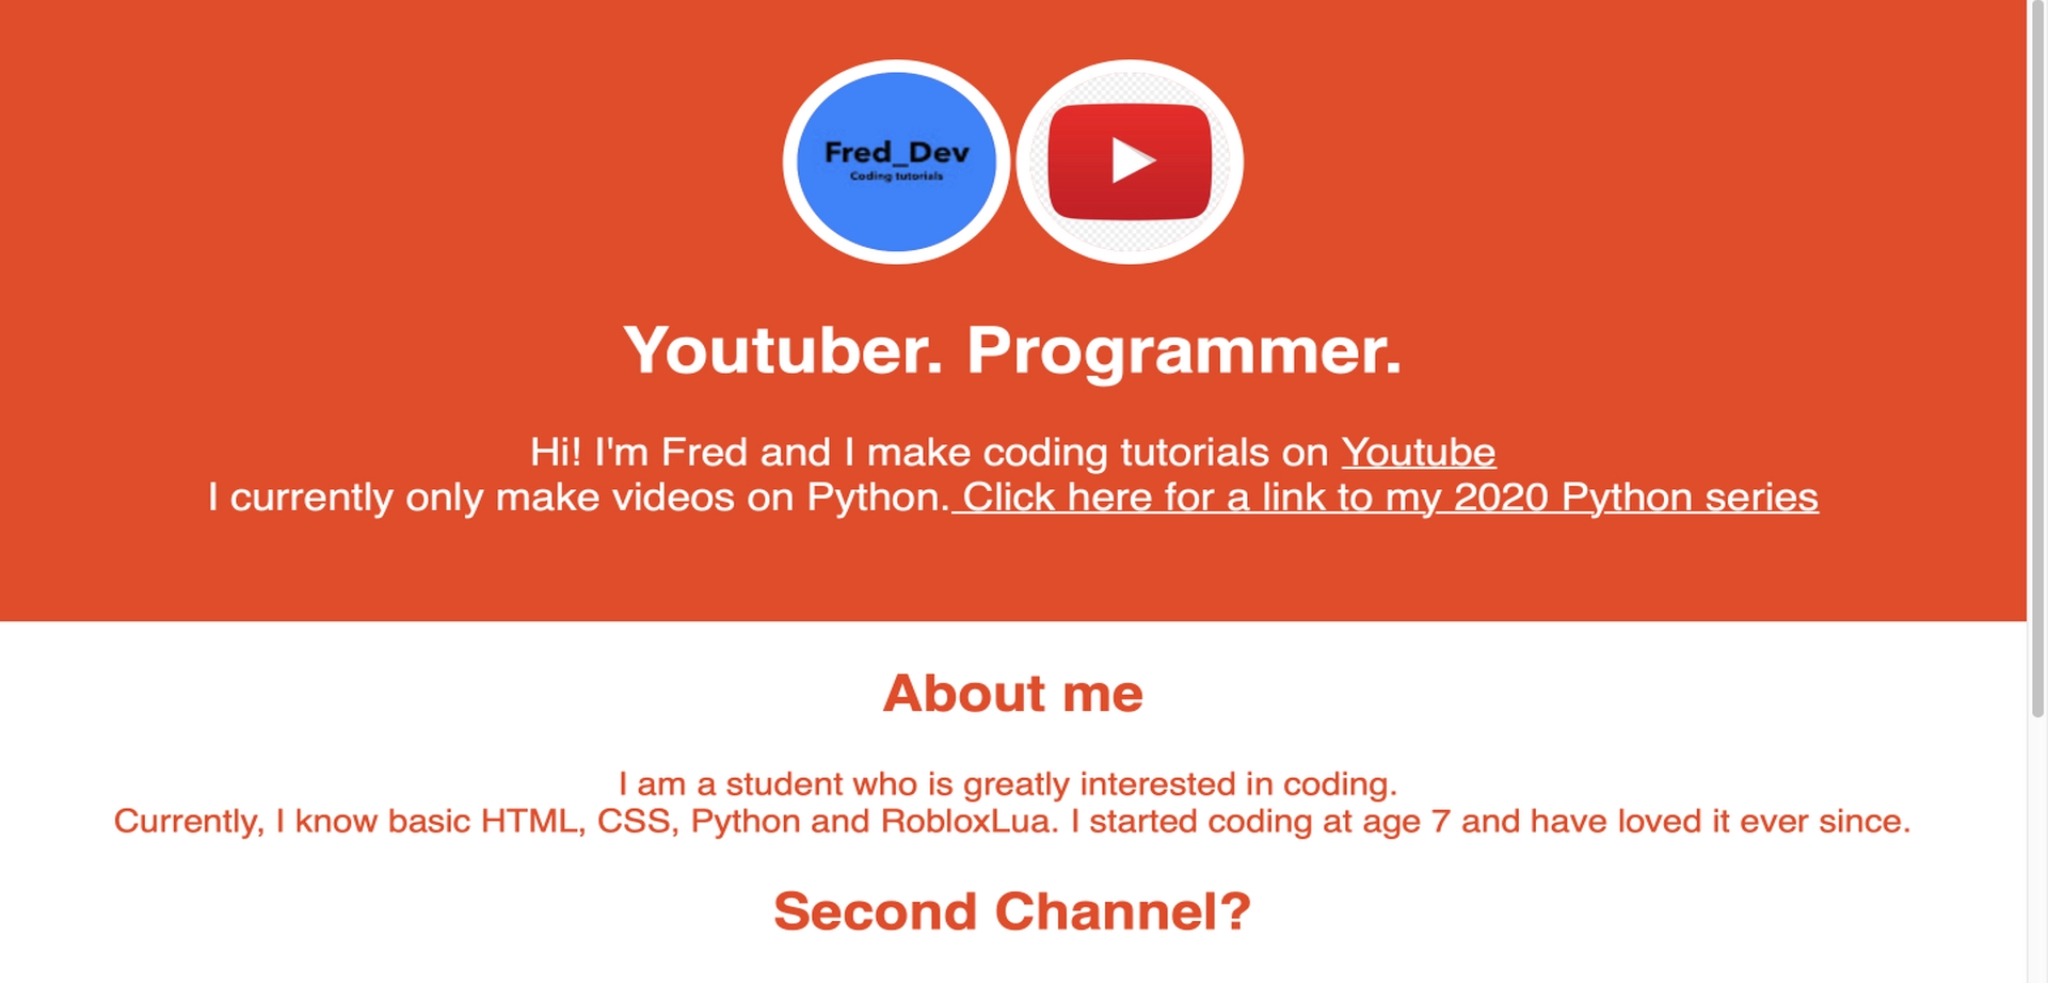 Fred_Dev
Coding tutorials
Youtuber. Programmer.
Hi! I'm Fred and I make coding tutorials on Youtube
I currently only make videos on Python. Click here for a link to my 2020 Python series
About me
I am a student who is greatly interested in coding.
Currently, I know basic HTML, CSS, Python and RobloxLua. I started coding at age 7 and have loved it ever since.
Second Channel?